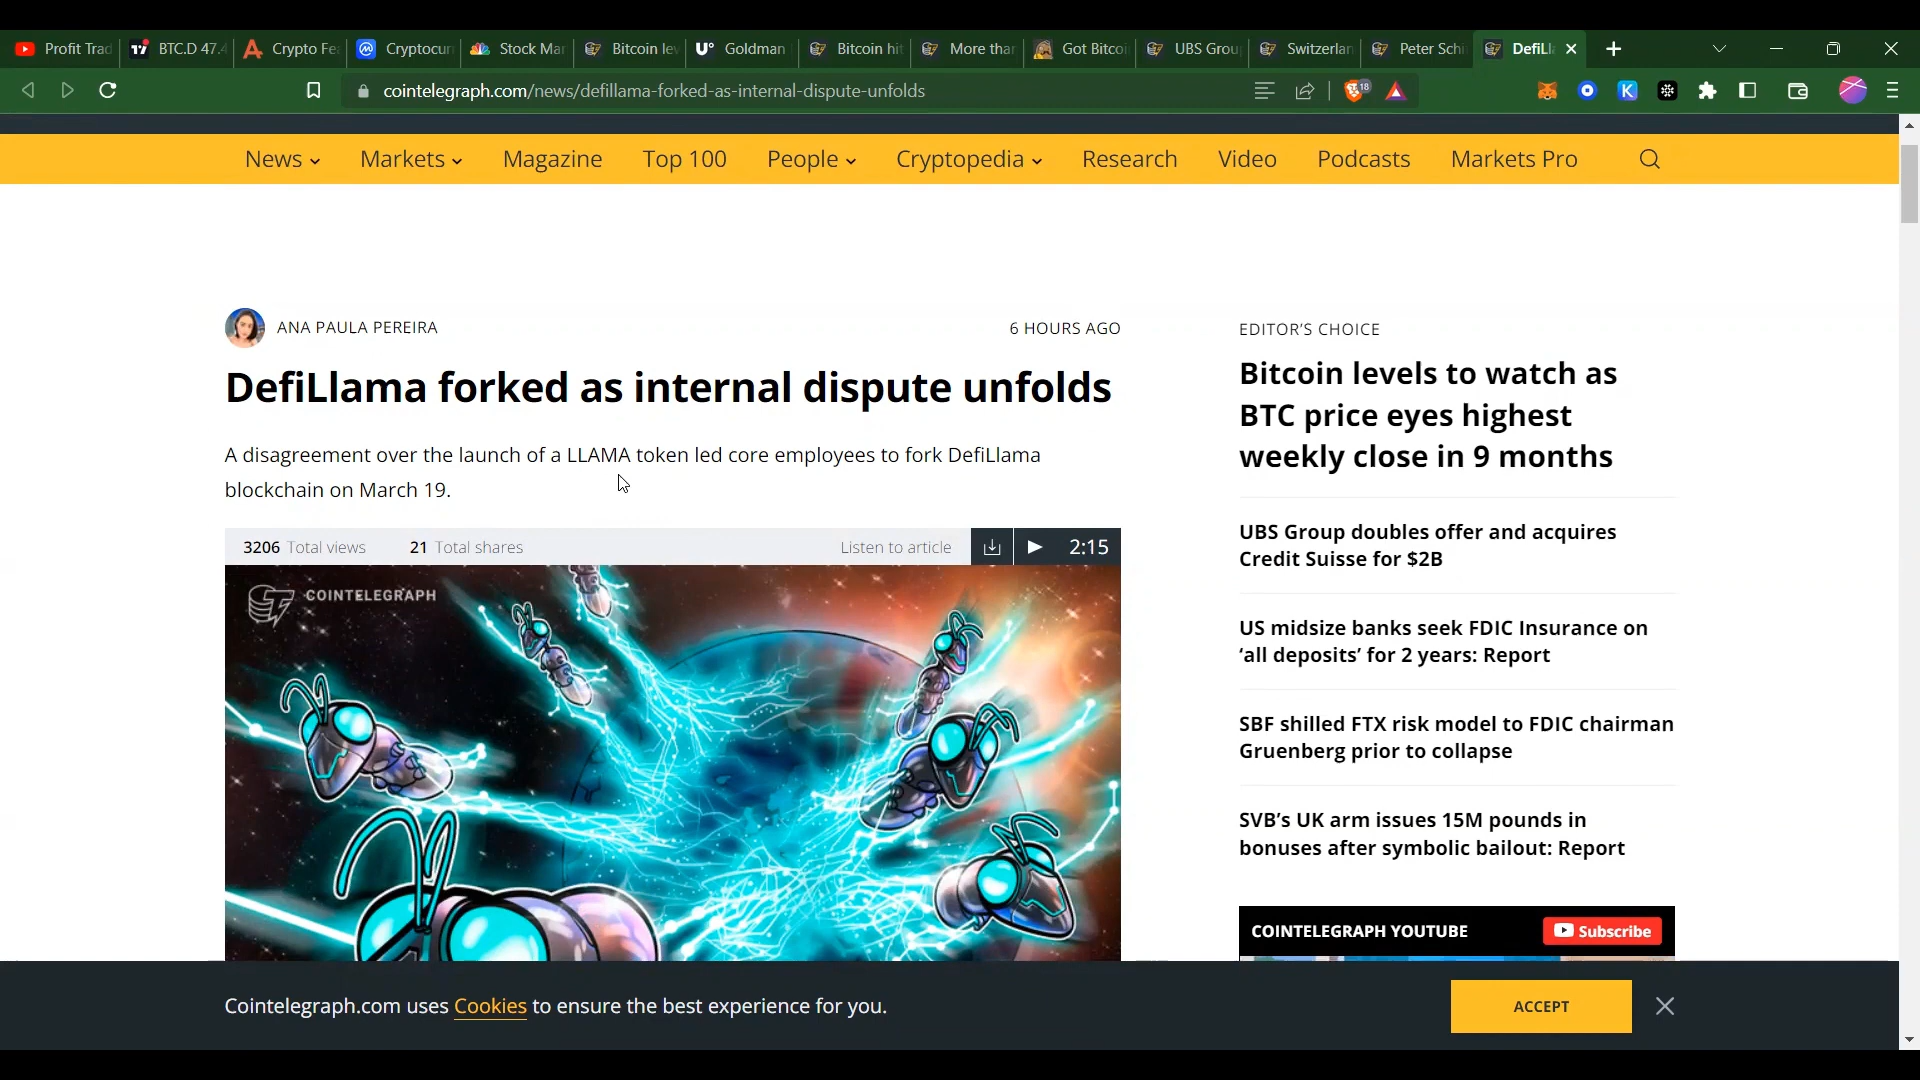 Profit Trad
BTC.D 47.4
Crypto Fe
Cryptocur
Stock Mar
Bitcoin lev
U° Goldman
Bitcoin hit
More than
Got Bitcoi
UBS Group
Switzerlan
Peter Schi
DefiLl
cointelegraph.com/news/defillama-forked-as-internal-dispute-unfolds
18
News
Markets
Magazine
Top 100
People
Cryptopedia
Research
Video
Podcasts
Markets Pro
ANA PAULA PEREIRA
6 HOURS AGO
DefiLlama forked as internal dispute unfolds
A disagreement over the launch of a LLAMA token led core employees to fork DefiLlama
blockchain on March 19.
3206 Total views
21 Total shares
Listen to article
2:15
COINTELEGRAPH
EDITOR'S CHOICE
Bitcoin levels to watch as
BTC price eyes highest
weekly close in 9 months
UBS Group doubles offer and acquires
Credit Suisse for $2B
US midsize banks seek FDIC Insurance on
‘all deposits’ for 2 years: Report
SBF shilled FTX risk model to FDIC chairman
Gruenberg prior to collapse
SVB’s UK arm issues 15M pounds in
bonuses after symbolic bailout: Report
COINTELEGRAPH YOUTUBE
Subscribe
Cointelegraph.com uses Cookies to ensure the best experience for you.
ACCEPT